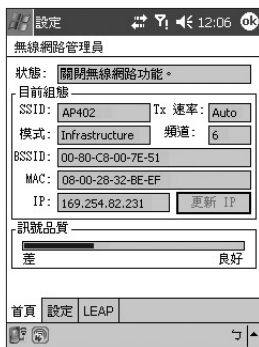 設定 12:06 ok
無線網路管理員
狀態: 關閉無線網路功能。
目前組態
SSID: AP402 Tx 速率: Auto
模式: Infrastructure 頻道: 6
BSSID: 00-80-C8-00-7E-51
MAC: 08-00-28-32-BE-EF
IP: 169.254.82.231 更新 IP
訊號品質
差 良好
首頁 設定 LEAP